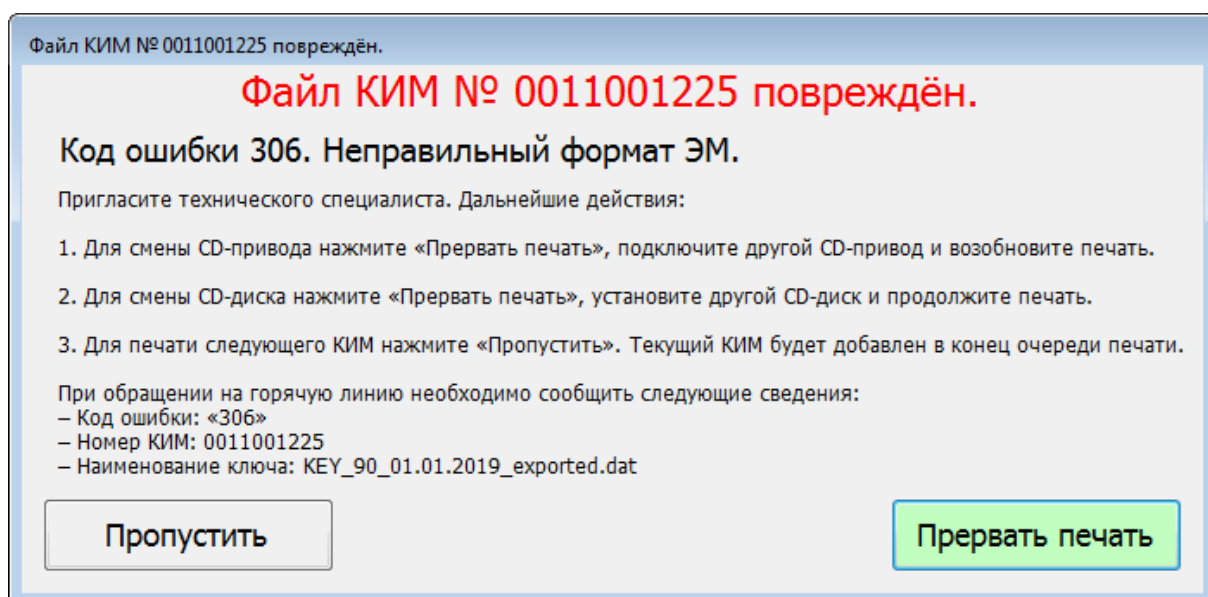 Файл КИМ № 0011001225 повреждён.
Файл КИМ № 0011001225 повреждён.
Код ошибки 306. Неправильный формат ЭМ.
Пригласите технического специалиста. Дальнейшие действия:
1. Для смены CD-привода нажмите «Прервать печать», подключите другой CD-привод и возобновите печать.
2. Для смены CD-диска нажмите «Прервать печать», установите другой CD-диск и продолжите печать.
3. Для печати следующего КИМ нажмите «Пропустить». Текущий КИМ будет добавлен в конец очереди печати.
При обращении на горячую линию необходимо сообщить следующие сведения:
– Код ошибки: «306»
– Номер КИМ: 0011001225
– Наименование ключа: KEY_90_01.01.2019_exported.dat
Пропустить
Прервать печать